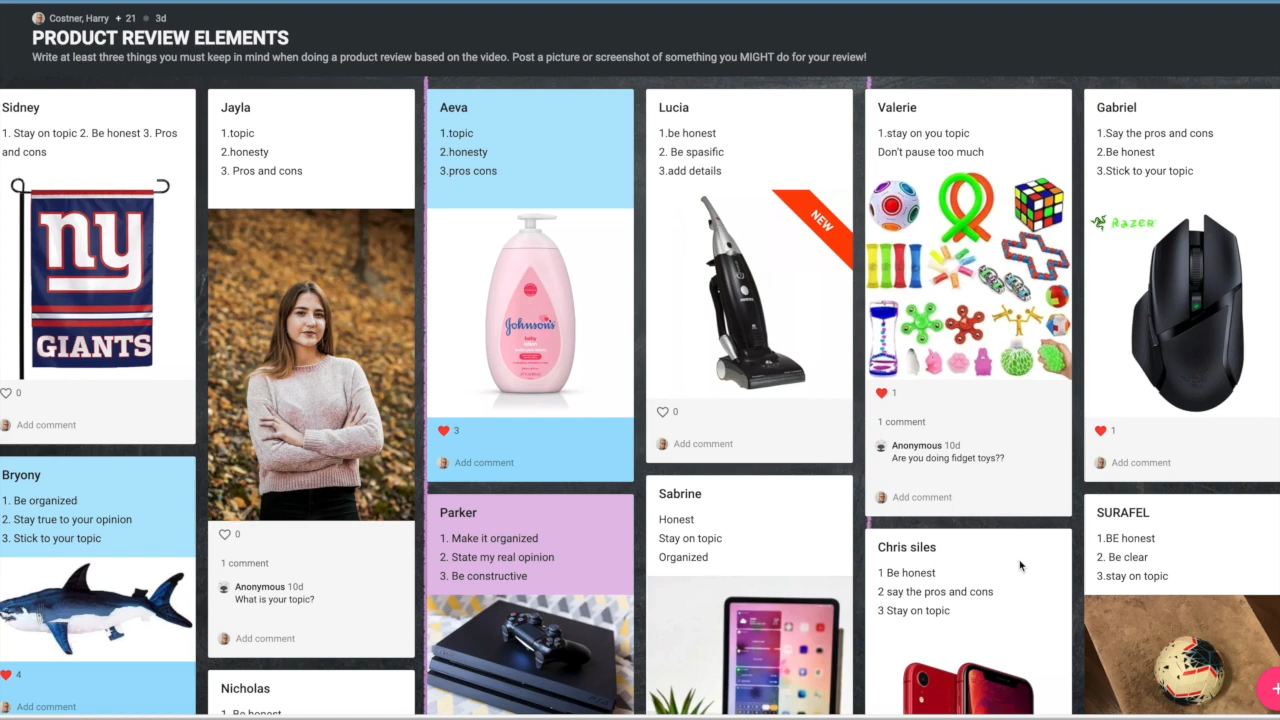 Costner, Harry + 21 3d
PRODUCT REVIEW ELEMENTS
Write at least three things you must keep in mind when doing a product review based on the video. Post a picture or screenshot of something you MIGHT do for your review!
Sidney
1. Stay on topic 2. Be honest 3. Pros
and cons
ny
GIANTS
0
Add comment
Bryony
1. Be organized
2. Stay true to your opinion
3. Stick to your topic
4
Add comment
Jayla
1.topic
2.honesty
3. Pros and cons
0
1 comment
Anonymous 10d
What is your topic?
Add comment
Nicholas
1. Be honest
Aeva
1.topic
2.honesty
3.pros cons
Johnson's
baby
3
Add comment
Parker
1. Make it organized
2. State my real opinion
3. Be constructive
Lucia
1.be honest
2. Be spasific
3.add details
NEW
0
Add comment
Sabrine
Honest
Stay on topic
Organized
Valerie
1.stay on you topic
Don't pause too much
1
1 comment
Anonymous 10d
Are you doing fidget toys??
Add comment
Chris siles
1 Be honest
2 say the pros and cons
3 Stay on topic
Gabriel
1.Say the pros and cons
2.Be honest
3.Stick to your topic
RAZER
1
Add comment
SURAFEL
1.BE honest
2. Be clear
3.stay on topic